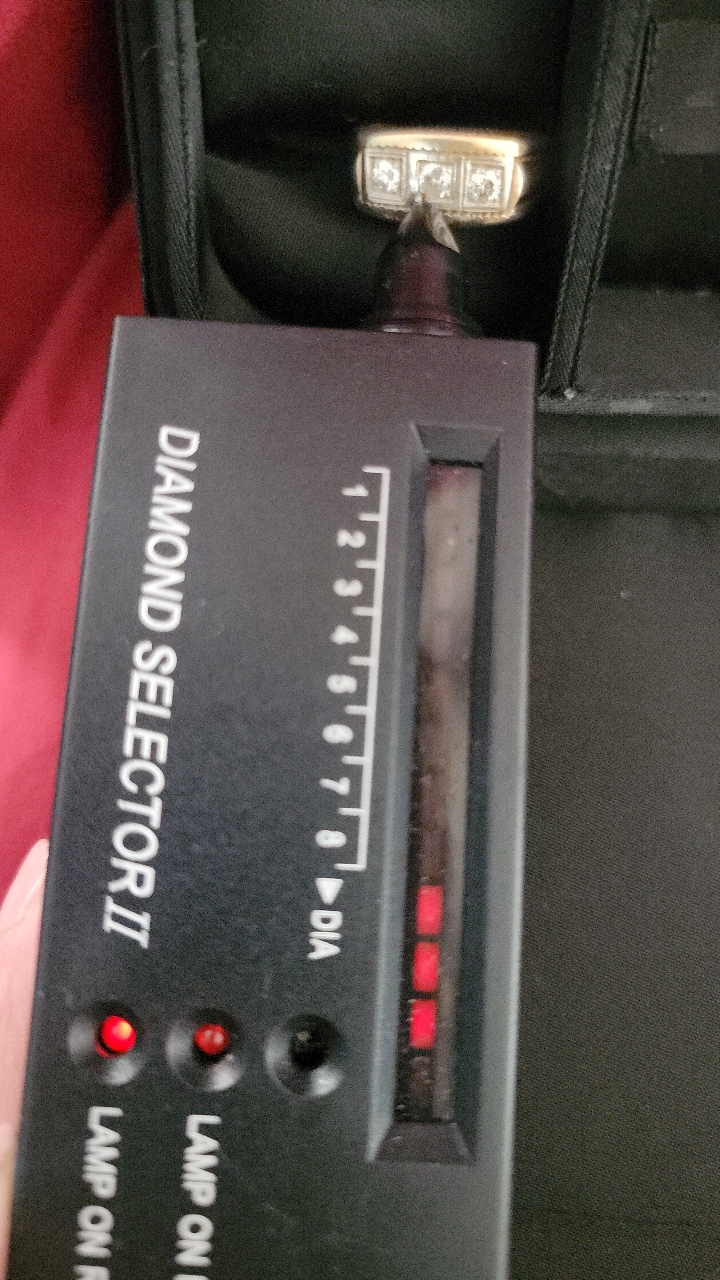 DIAMOND SELECTOR II
1 2 3 4 5 6 7 8 ▶ DIA
LAMP ON
LAMP ON